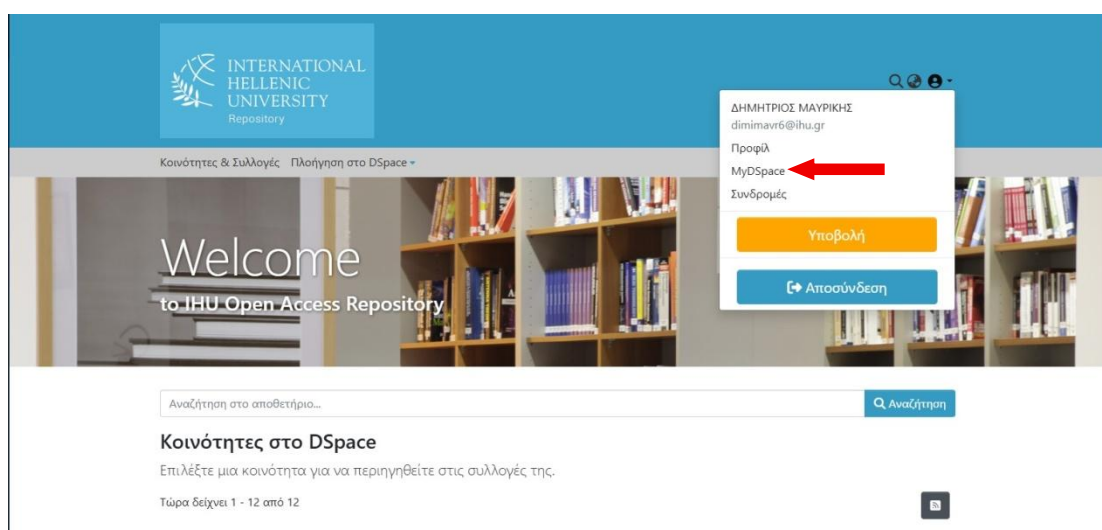 INTERNATIONAL
HELLENIC
UNIVERSITY
Repository
ΔΗΜΗΤΡΙΟΣ ΜΑΥΡΙΚΗΣ
dimimavr6@ihu.gr
Προφίλ
MyDSpace
Συνδρομές
Υποβολή
Αποσύνδεση
Κοινότητες & Συλλογές Πλοήγηση στο DSpace
Welcome
to IHU Open Access Repository
Αναζήτηση στο αποθετήριο...
Αναζήτηση
Κοινότητες στο DSpace
Επιλέξτε μια κοινότητα για να περιηγηθείτε στις συλλογές της.
Τώρα δείχνει 1 - 12 από 12